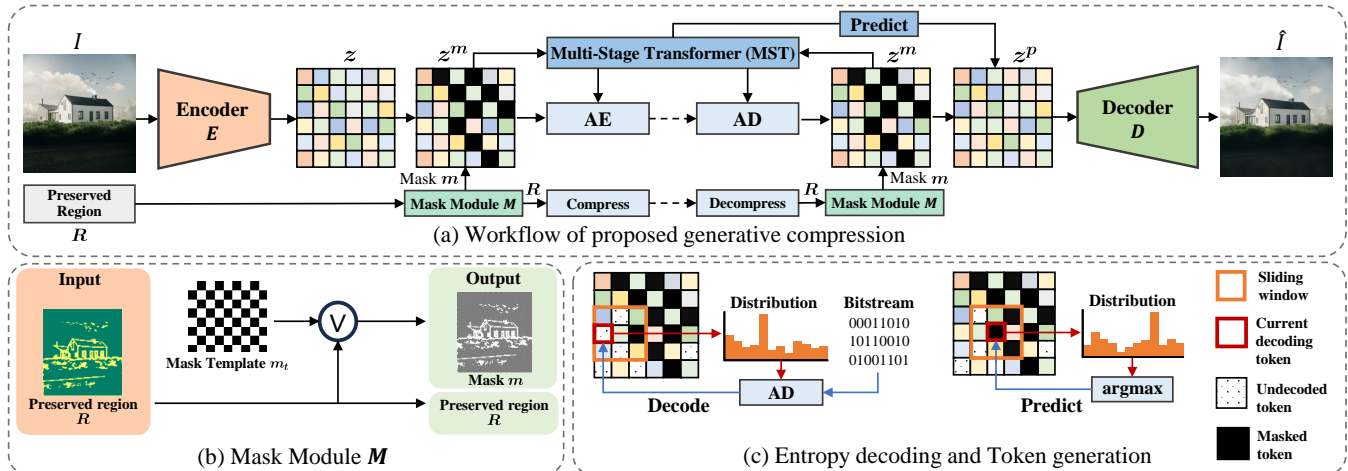 I
Encoder
E
z
z^m
Multi-Stage Transformer (MST)
Predict
AE
AD
z^m
z^p
Decoder
D
Î
Preserved
Region
R
Mask m
Mask Module M
R
Compress
Decompress
R
Mask m
Mask Module M
(a) Workflow of proposed generative compression
Input
Preserved region
R
Mask Template m_t
V
Output
Mask m
Preserved region
R
(b) Mask Module M
Distribution
Bitstream
00011010
10110010
01001101
AD
Decode
Distribution
argmax
Predict
Sliding
window
Current
decoding
token
Undecoded
token
Masked
token
(c) Entropy decoding and Token generation